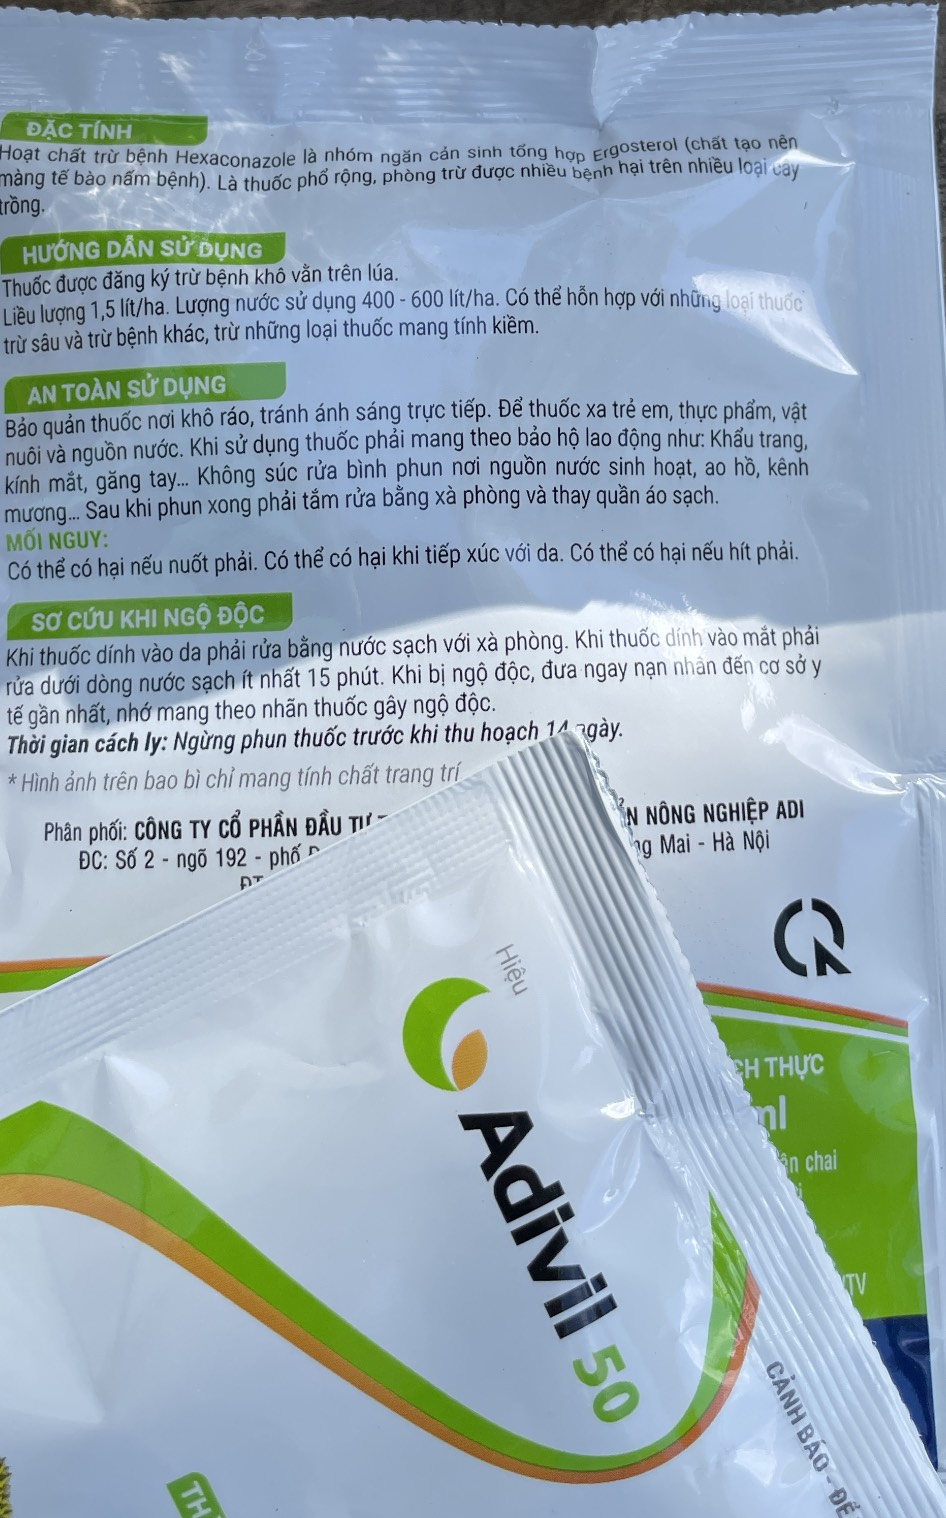 ĐẶC TÍNH
Hoạt chất trừ bệnh Hexaconazole là nhóm ngăn cản sinh tổng hợp Ergosterol (chất tạo nên
màng tế bào nấm bệnh). Là thuốc phổ rộng, phòng trừ được nhiều bệnh hại trên nhiều loại cây
trồng.
HƯỚNG DẪN SỬ DỤNG
Thuốc được đăng ký trừ bệnh khô vằn trên lúa.
Liều lượng 1,5 lít/ha. Lượng nước sử dụng 400 - 600 lít/ha. Có thể hỗn hợp với những loại thuốc
trừ sâu và trừ bệnh khác, trừ những loại thuốc mang tính kiềm.
AN TOÀN SỬ DỤNG
Bảo quản thuốc nơi khô ráo, tránh ánh sáng trực tiếp. Để thuốc xa trẻ em, thực phẩm, vật
nuôi và nguồn nước. Khi sử dụng thuốc phải mang theo bảo hộ lao động như: Khẩu trang,
kính mắt, găng tay... Không súc rửa bình phun nơi nguồn nước sinh hoạt, ao hồ, kênh
mương... Sau khi phun xong phải tắm rửa bằng xà phòng và thay quần áo sạch.
MỐI NGUY:
Có thể có hại nếu nuốt phải. Có thể có hại khi tiếp xúc với da. Có thể có hại nếu hít phải.
SƠ CỨU KHI NGỘ ĐỘC
Khi thuốc dính vào da phải rửa bằng nước sạch với xà phòng. Khi thuốc dính vào mắt phải
rửa dưới dòng nước sạch ít nhất 15 phút. Khi bị ngộ độc, đưa ngay nạn nhân đến cơ sở y
tế gần nhất, nhớ mang theo nhãn thuốc gây ngộ độc.
Thời gian cách ly: Ngừng phun thuốc trước khi thu hoạch 14 ngày.
* Hình ảnh trên bao bì chỉ mang tính chất trang trí
Phân phối: CÔNG TY CỔ PHẦN ĐẦU TƯ NÔNG NGHIỆP ADI
ĐC: Số 2 - ngõ 192 - phố Mai - Hà Nội
ĐT
Hiệu
Adivil 50
THỰC
ml
chai
CẢNH BÁO - ĐỂ